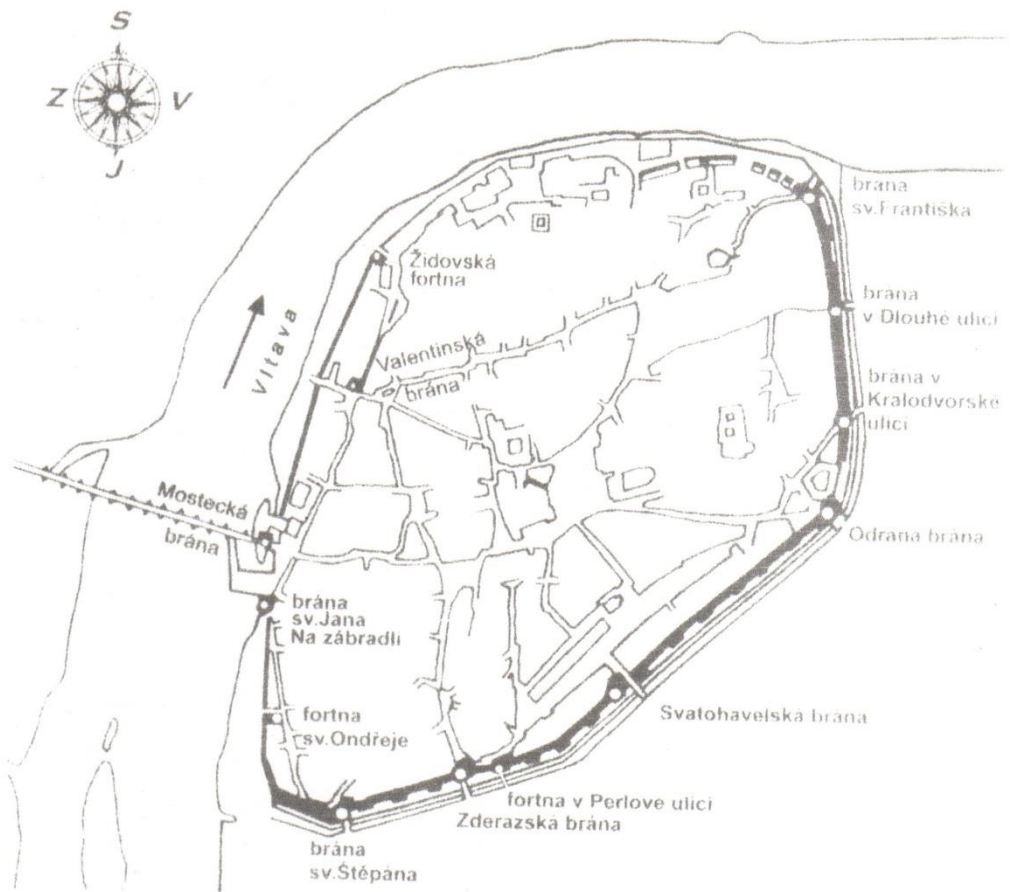 S
Z V
J
brána
sv.Františka
Židovská
fortna
brána
v Dlouhé ulici
Vltava
Valentinská
brána
brána v
Kralodvorské
ulici
Mostecká
brána
Odrana brána
brána
sv.Jana
Na zábradlí
fortna
sv.Ondřeje
Svatohavelská brána
fortna v Perlové ulici
Zderazská brána
brána
sv.Štěpána